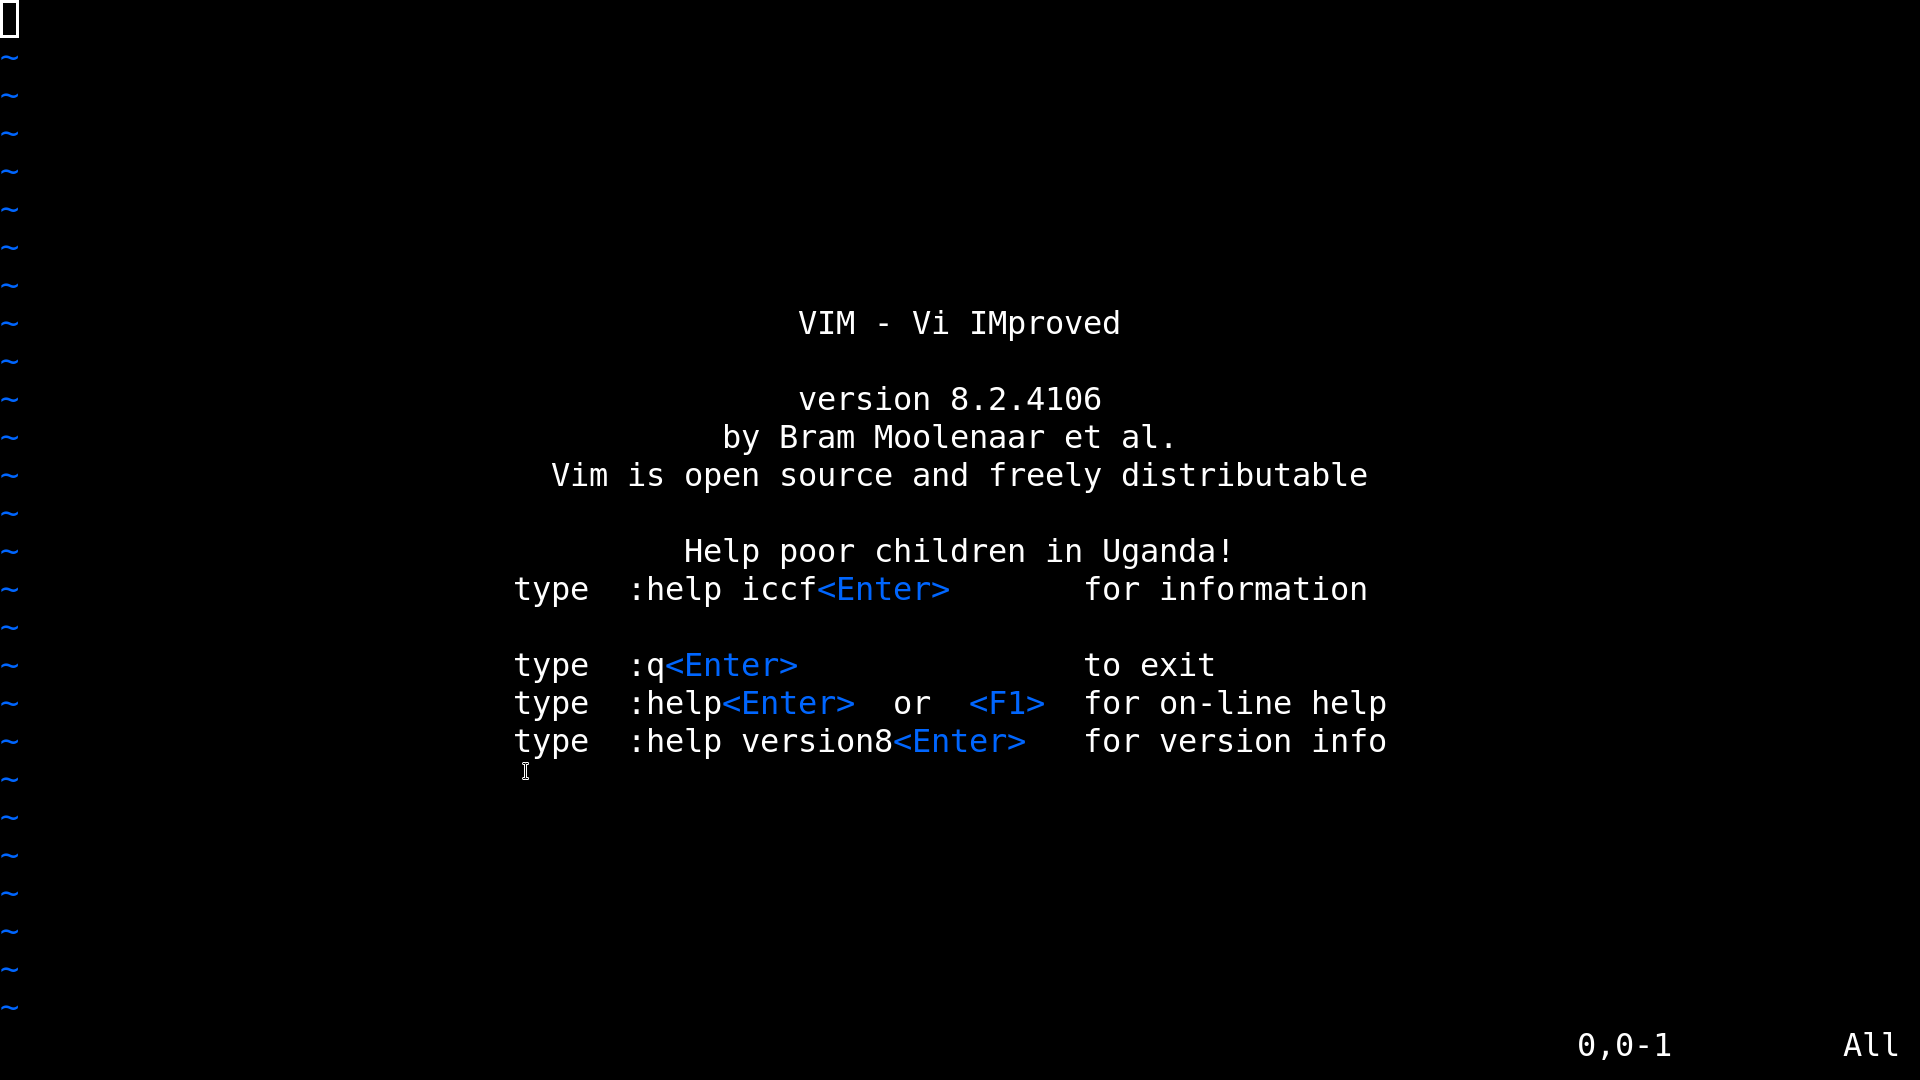 ~
~
~
~
~
~
~
~ VIM - Vi IMproved
~
~ version 8.2.4106
~ by Bram Moolenaar et al.
~ Vim is open source and freely distributable
~
~ Help poor children in Uganda!
~ type  :help iccf<Enter>       for information
~
~ type  :q<Enter>               to exit
~ type  :help<Enter>  or  <F1>  for on-line help
~ type  :help version8<Enter>   for version info
~
~
~
~
~
~
~
0,0-1         All